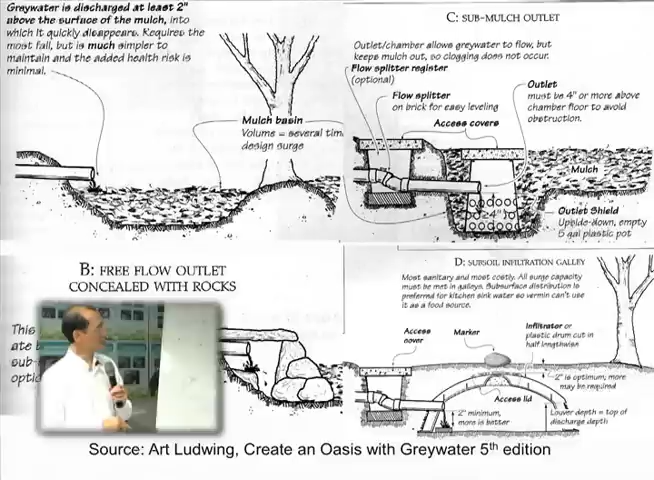 Greywater is discharged at least 2"
above the surface of the mulch, into
which it quickly disappears. Requires the
most fall, but is much simpler to
maintain and the added health risk is
minimal.
Mulch basin
Volume = several tim
design surge
C: SUB-MULCH OUTLET
Outlet/chamber allows greywater to flow, but
keeps mulch out, so clogging does not occur.
Flow splitter register
(optional)
Flow splitter
on brick for easy leveling
Access covers
Outlet
must be 4" or more above
chamber floor to avoid
obstruction.
Mulch
≥4"
Outlet Shield
Upside-down, empty
5 gal plastic pot
B: FREE FLOW OUTLET
CONCEALED WITH ROCKS
This
ate
sub-
optio
D: SUBSOIL INFILTRATION GALLEY
Most sanitary and most costly. All surge capacity
must be met in galleys. Subsurface distribution is
preferred for kitchen sink water so vermin can't use
it as a food source.
Access
cover
Marker
Infiltrator or
plastic drum cut in
half lengthwise
2" is optimum, more
may be required
Access lid
2" minimum,
more is better
Louver depth = top of
discharge depth
Source: Art Ludwing, Create an Oasis with Greywater 5th edition